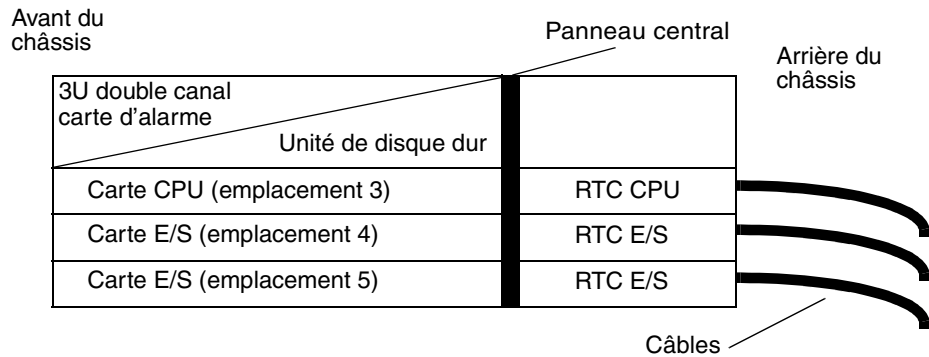 Avant du
châssis
Panneau central
Arrière du
châssis
3U double canal
carte d'alarme
Unité de disque dur
Carte CPU (emplacement 3)
RTC CPU
Carte E/S (emplacement 4)
RTC E/S
Carte E/S (emplacement 5)
RTC E/S
Câbles